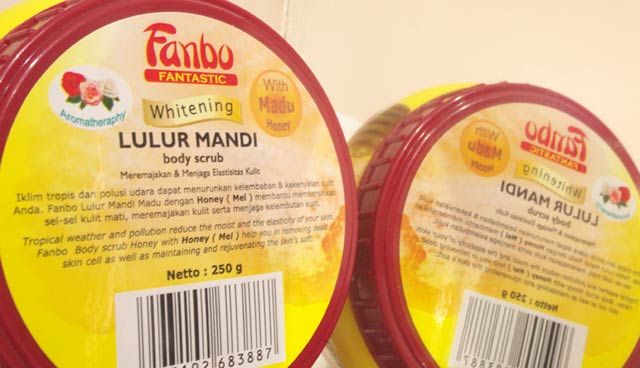 Fanbo
FANTASTIC
Aromatheraphy
Whitening
With
Madu
Honey
LULUR MANDI
body scrub
Meremajakan & Menjaga Elastisitas Kulit
Iklim tropis dan polusi udara dapat menurunkan kelembaban & kekenyalan kulit
Anda. Fanbo Lulur Mandi Madu dengan Honey ( Mel ) membantu membersihkan
sel-sel kulit mati, meremajakan kulit serta menjaga kelembutan kulit.
Tropical weather and pollution reduce the moist and the elasticity of your skin.
Fanbo Body scrub Honey with Honey ( Mel ) help you in removing dead
skin cell as well as maintaining and rejuvenating the skin's soft.
Netto : 250 g
102 683887
Fanbo
FANTASTIC
With
Madu
Honey
Whitening
LULUR MANDI
body scrub
Netto : 250 g
683887